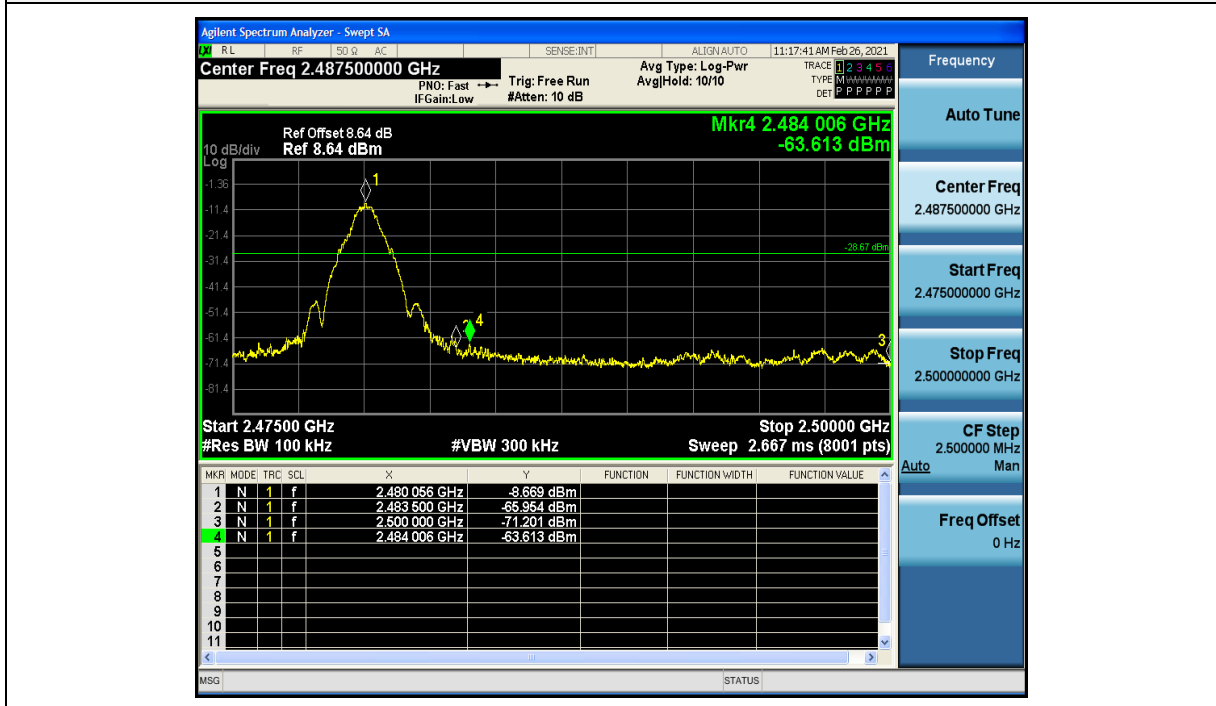 Agilent Spectrum Analyzer - Swept SA
LXI RL RF 50 Ω AC SENSE:INT ALIGN AUTO 11:17:41 AM Feb 26, 2021
Center Freq 2.487500000 GHz
PNO: Fast
IFGain:Low
Trig: Free Run
#Atten: 10 dB
Avg Type: Log-Pwr
Avg|Hold: 10/10
TRACE 1 2 3 4 5 6
TYPE M
DET P P P P P P
Mkr4 2.484 006 GHz
-63.613 dBm
Ref Offset 8.64 dB
10 dB/div Ref 8.64 dBm
Log
-1.36
-11.4
-21.4
-31.4
-41.4
-51.4
-61.4
-71.4
-81.4
1
4
3
-28.67 dBm
Start 2.47500 GHz Stop 2.50000 GHz
#Res BW 100 kHz #VBW 300 kHz Sweep 2.667 ms (8001 pts)
MKR MODE TRC SCL X Y FUNCTION FUNCTION WIDTH FUNCTION VALUE
1 N 1 f 2.480 056 GHz -8.669 dBm
2 N 1 f 2.483 500 GHz -65.954 dBm
3 N 1 f 2.500 000 GHz -71.201 dBm
4 N 1 f 2.484 006 GHz -63.613 dBm
5
6
7
8
9
10
11
MSG STATUS
Frequency
Auto Tune
Center Freq
2.487500000 GHz
Start Freq
2.475000000 GHz
Stop Freq
2.500000000 GHz
CF Step
2.500000 MHz
Auto Man
Freq Offset
0 Hz